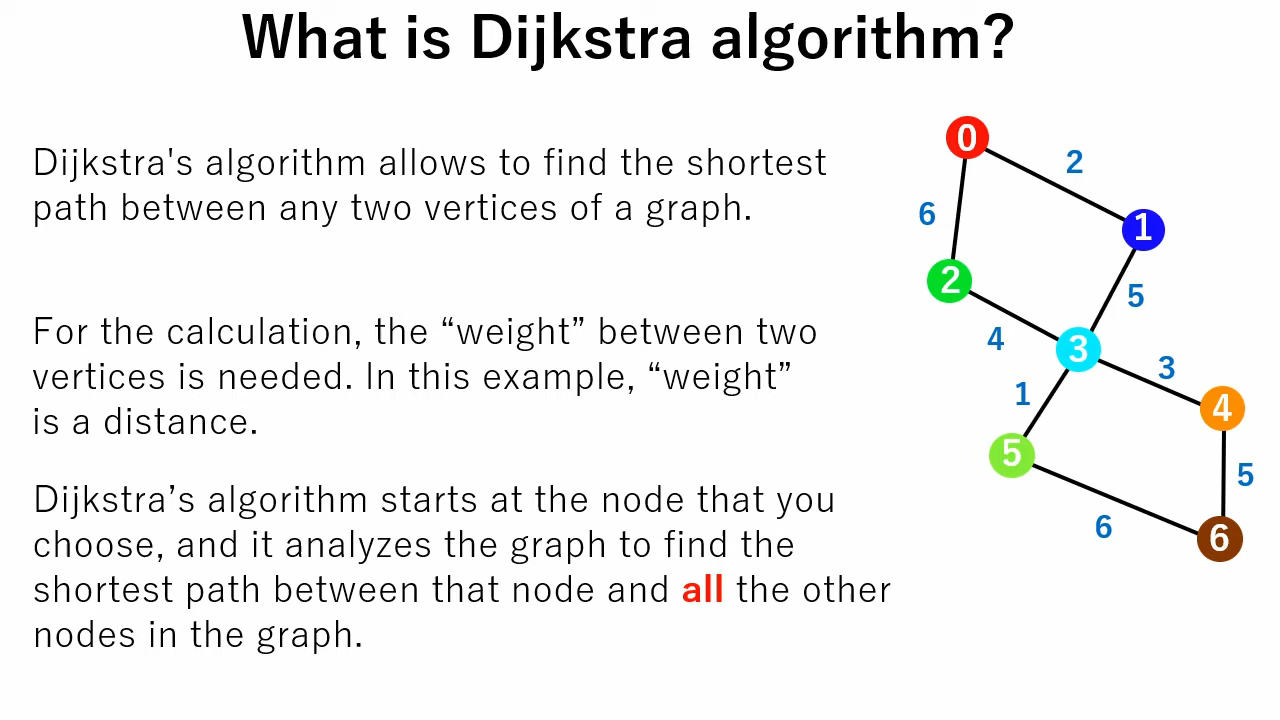 What is Dijkstra algorithm?
Dijkstra's algorithm allows to find the shortest
path between any two vertices of a graph.
For the calculation, the “weight” between two
vertices is needed. In this example, “weight”
is a distance.
Dijkstra’s algorithm starts at the node that you
choose, and it analyzes the graph to find the
shortest path between that node and all the other
nodes in the graph.
0
2
6
1
2
5
4
3
3
1
4
5
5
6
6